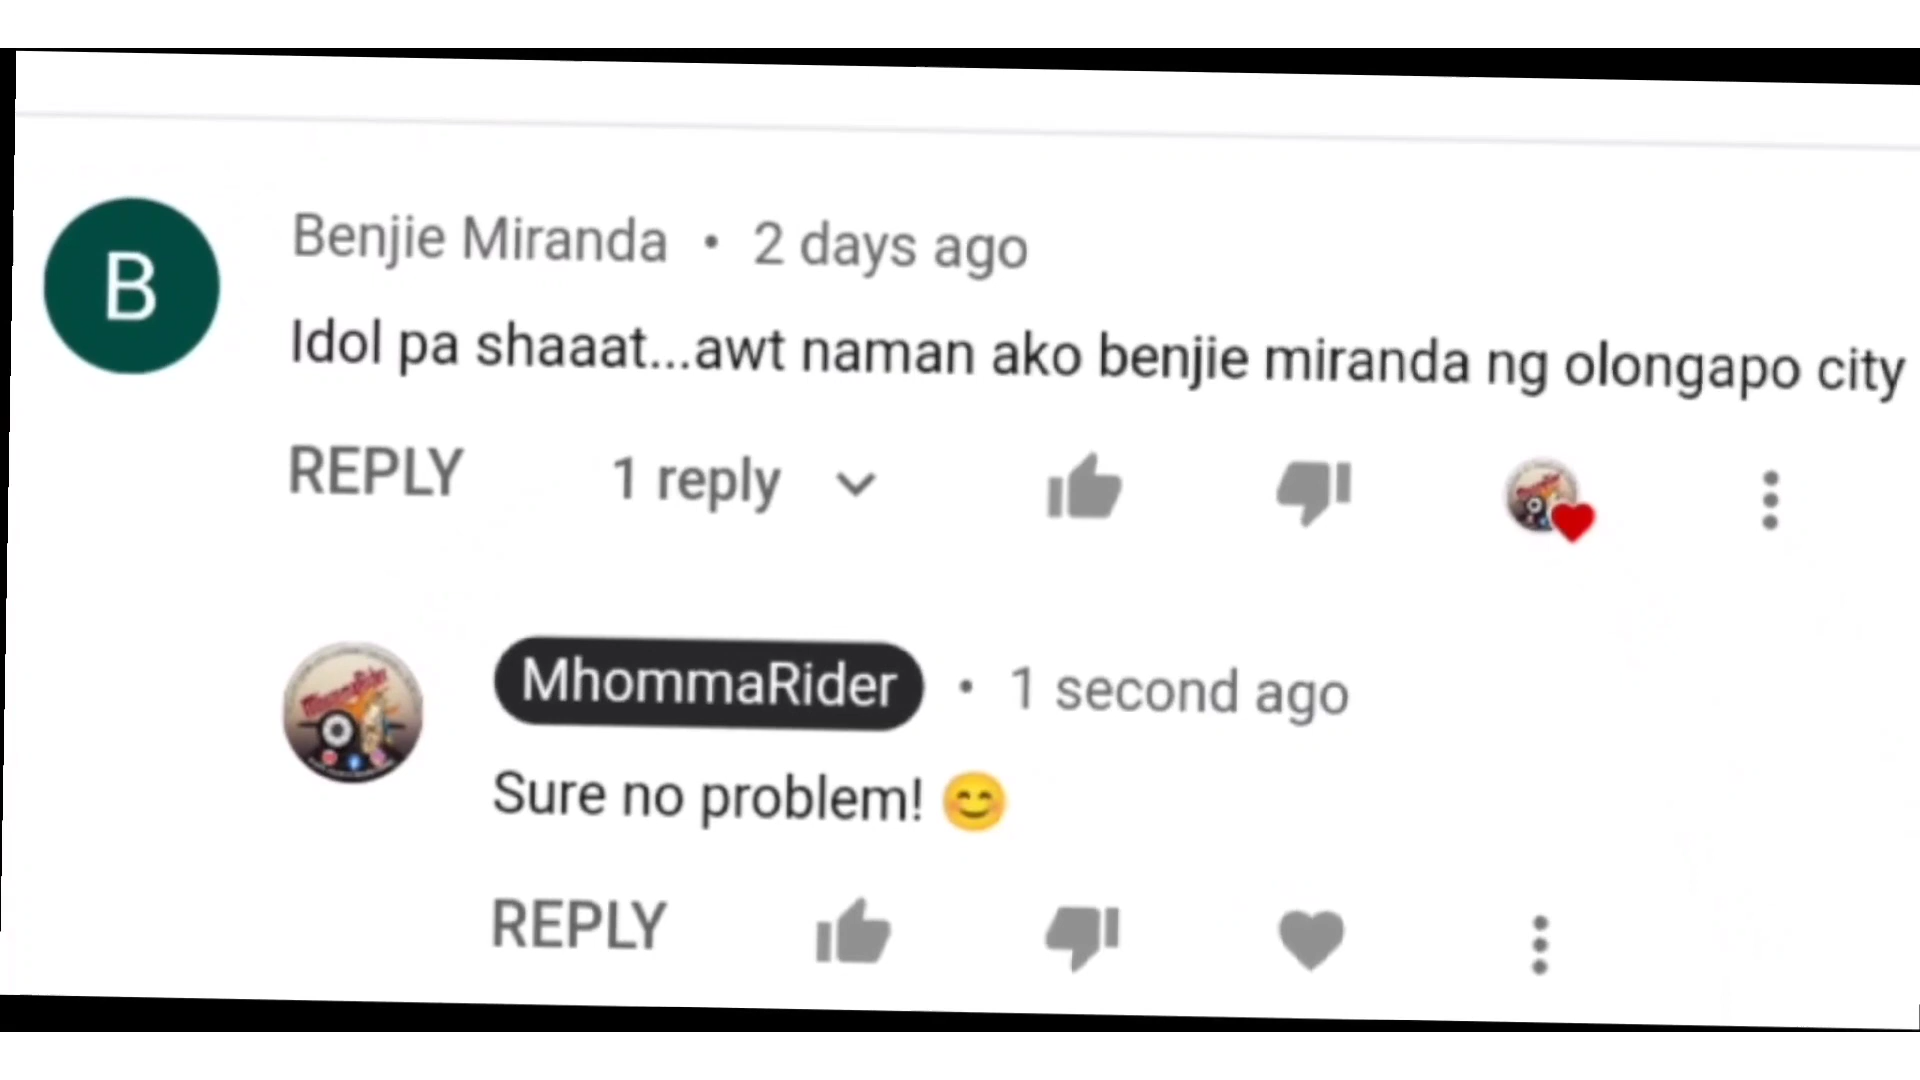 B
Benjie Miranda • 2 days ago
Idol pa shaaat...awt naman ako benjie miranda ng olongapo city
REPLY 1 reply
MhommaRider • 1 second ago
Sure no problem! 😊
REPLY